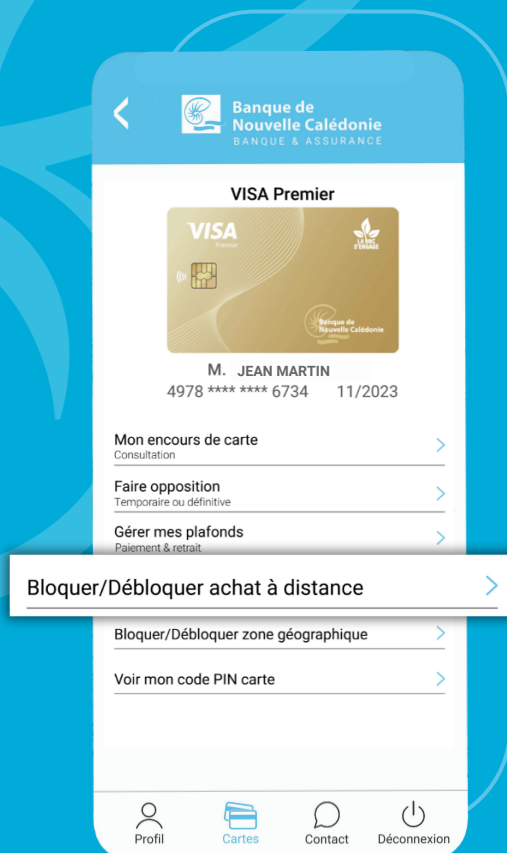 Banque de
Nouvelle Calédonie
BANQUE & ASSURANCE
VISA Premier
VISA
Premier
LA BNC
S'ENGAGE
Banque de
Nouvelle Calédonie
M. JEAN MARTIN
4978 **** **** 6734 11/2023
Mon encours de carte
Consultation
Faire opposition
Temporaire ou définitive
Gérer mes plafonds
Paiement & retrait
Bloquer/Débloquer achat à distance
Bloquer/Débloquer zone géographique
Voir mon code PIN carte
Profil
Cartes
Contact
Déconnexion